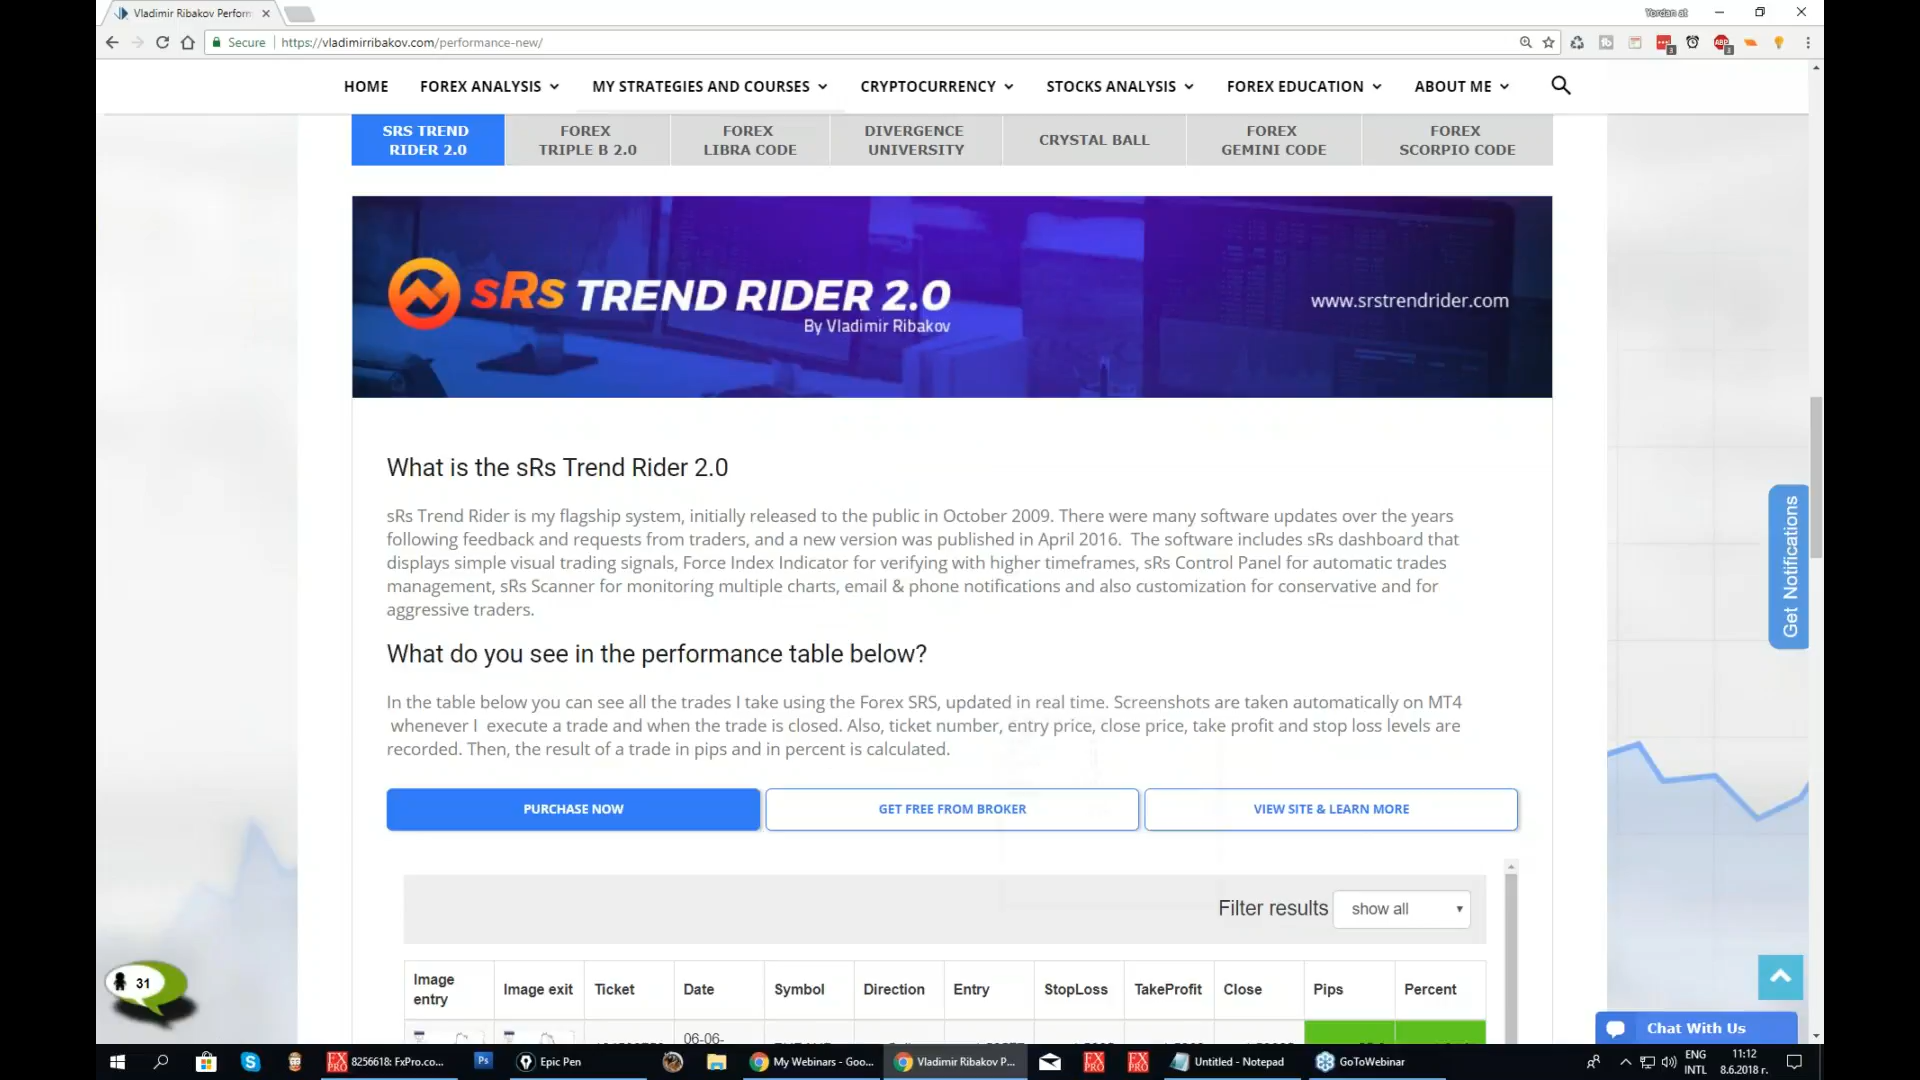 Vladimir Ribakov Perform
Yordan at
Secure
https://vladimirribakov.com/performance-new/
HOME
FOREX ANALYSIS
MY STRATEGIES AND COURSES
CRYPTOCURRENCY
STOCKS ANALYSIS
FOREX EDUCATION
ABOUT ME
SRS TREND
RIDER 2.0
FOREX
TRIPLE B 2.0
FOREX
LIBRA CODE
DIVERGENCE
UNIVERSITY
CRYSTAL BALL
FOREX
GEMINI CODE
FOREX
SCORPIO CODE
sRs TREND RIDER 2.0
By Vladimir Ribakov
www.srstrendrider.com
What is the sRs Trend Rider 2.0
sRs Trend Rider is my flagship system, initially released to the public in October 2009. There were many software updates over the years
following feedback and requests from traders, and a new version was published in April 2016. The software includes sRs dashboard that
displays simple visual trading signals, Force Index Indicator for verifying with higher timeframes, sRs Control Panel for automatic trades
management, sRs Scanner for monitoring multiple charts, email & phone notifications and also customization for conservative and for
aggressive traders.
What do you see in the performance table below?
In the table below you can see all the trades I take using the Forex SRS, updated in real time. Screenshots are taken automatically on MT4
whenever I execute a trade and when the trade is closed. Also, ticket number, entry price, close price, take profit and stop loss levels are
recorded. Then, the result of a trade in pips and in percent is calculated.
PURCHASE NOW
GET FREE FROM BROKER
VIEW SITE & LEARN MORE
Get Notifications
Filter results
show all
Image
entry
Image exit
Ticket
Date
Symbol
Direction
Entry
StopLoss
TakeProfit
Close
Pips
Percent
06-06-
31
Chat With Us
8256618: FxPro.co...
Ps
Epic Pen
My Webinars - Goo...
Vladimir Ribakov P...
Untitled - Notepad
GoToWebinar
ENG
INTL
11:12
8.6.2018 г.